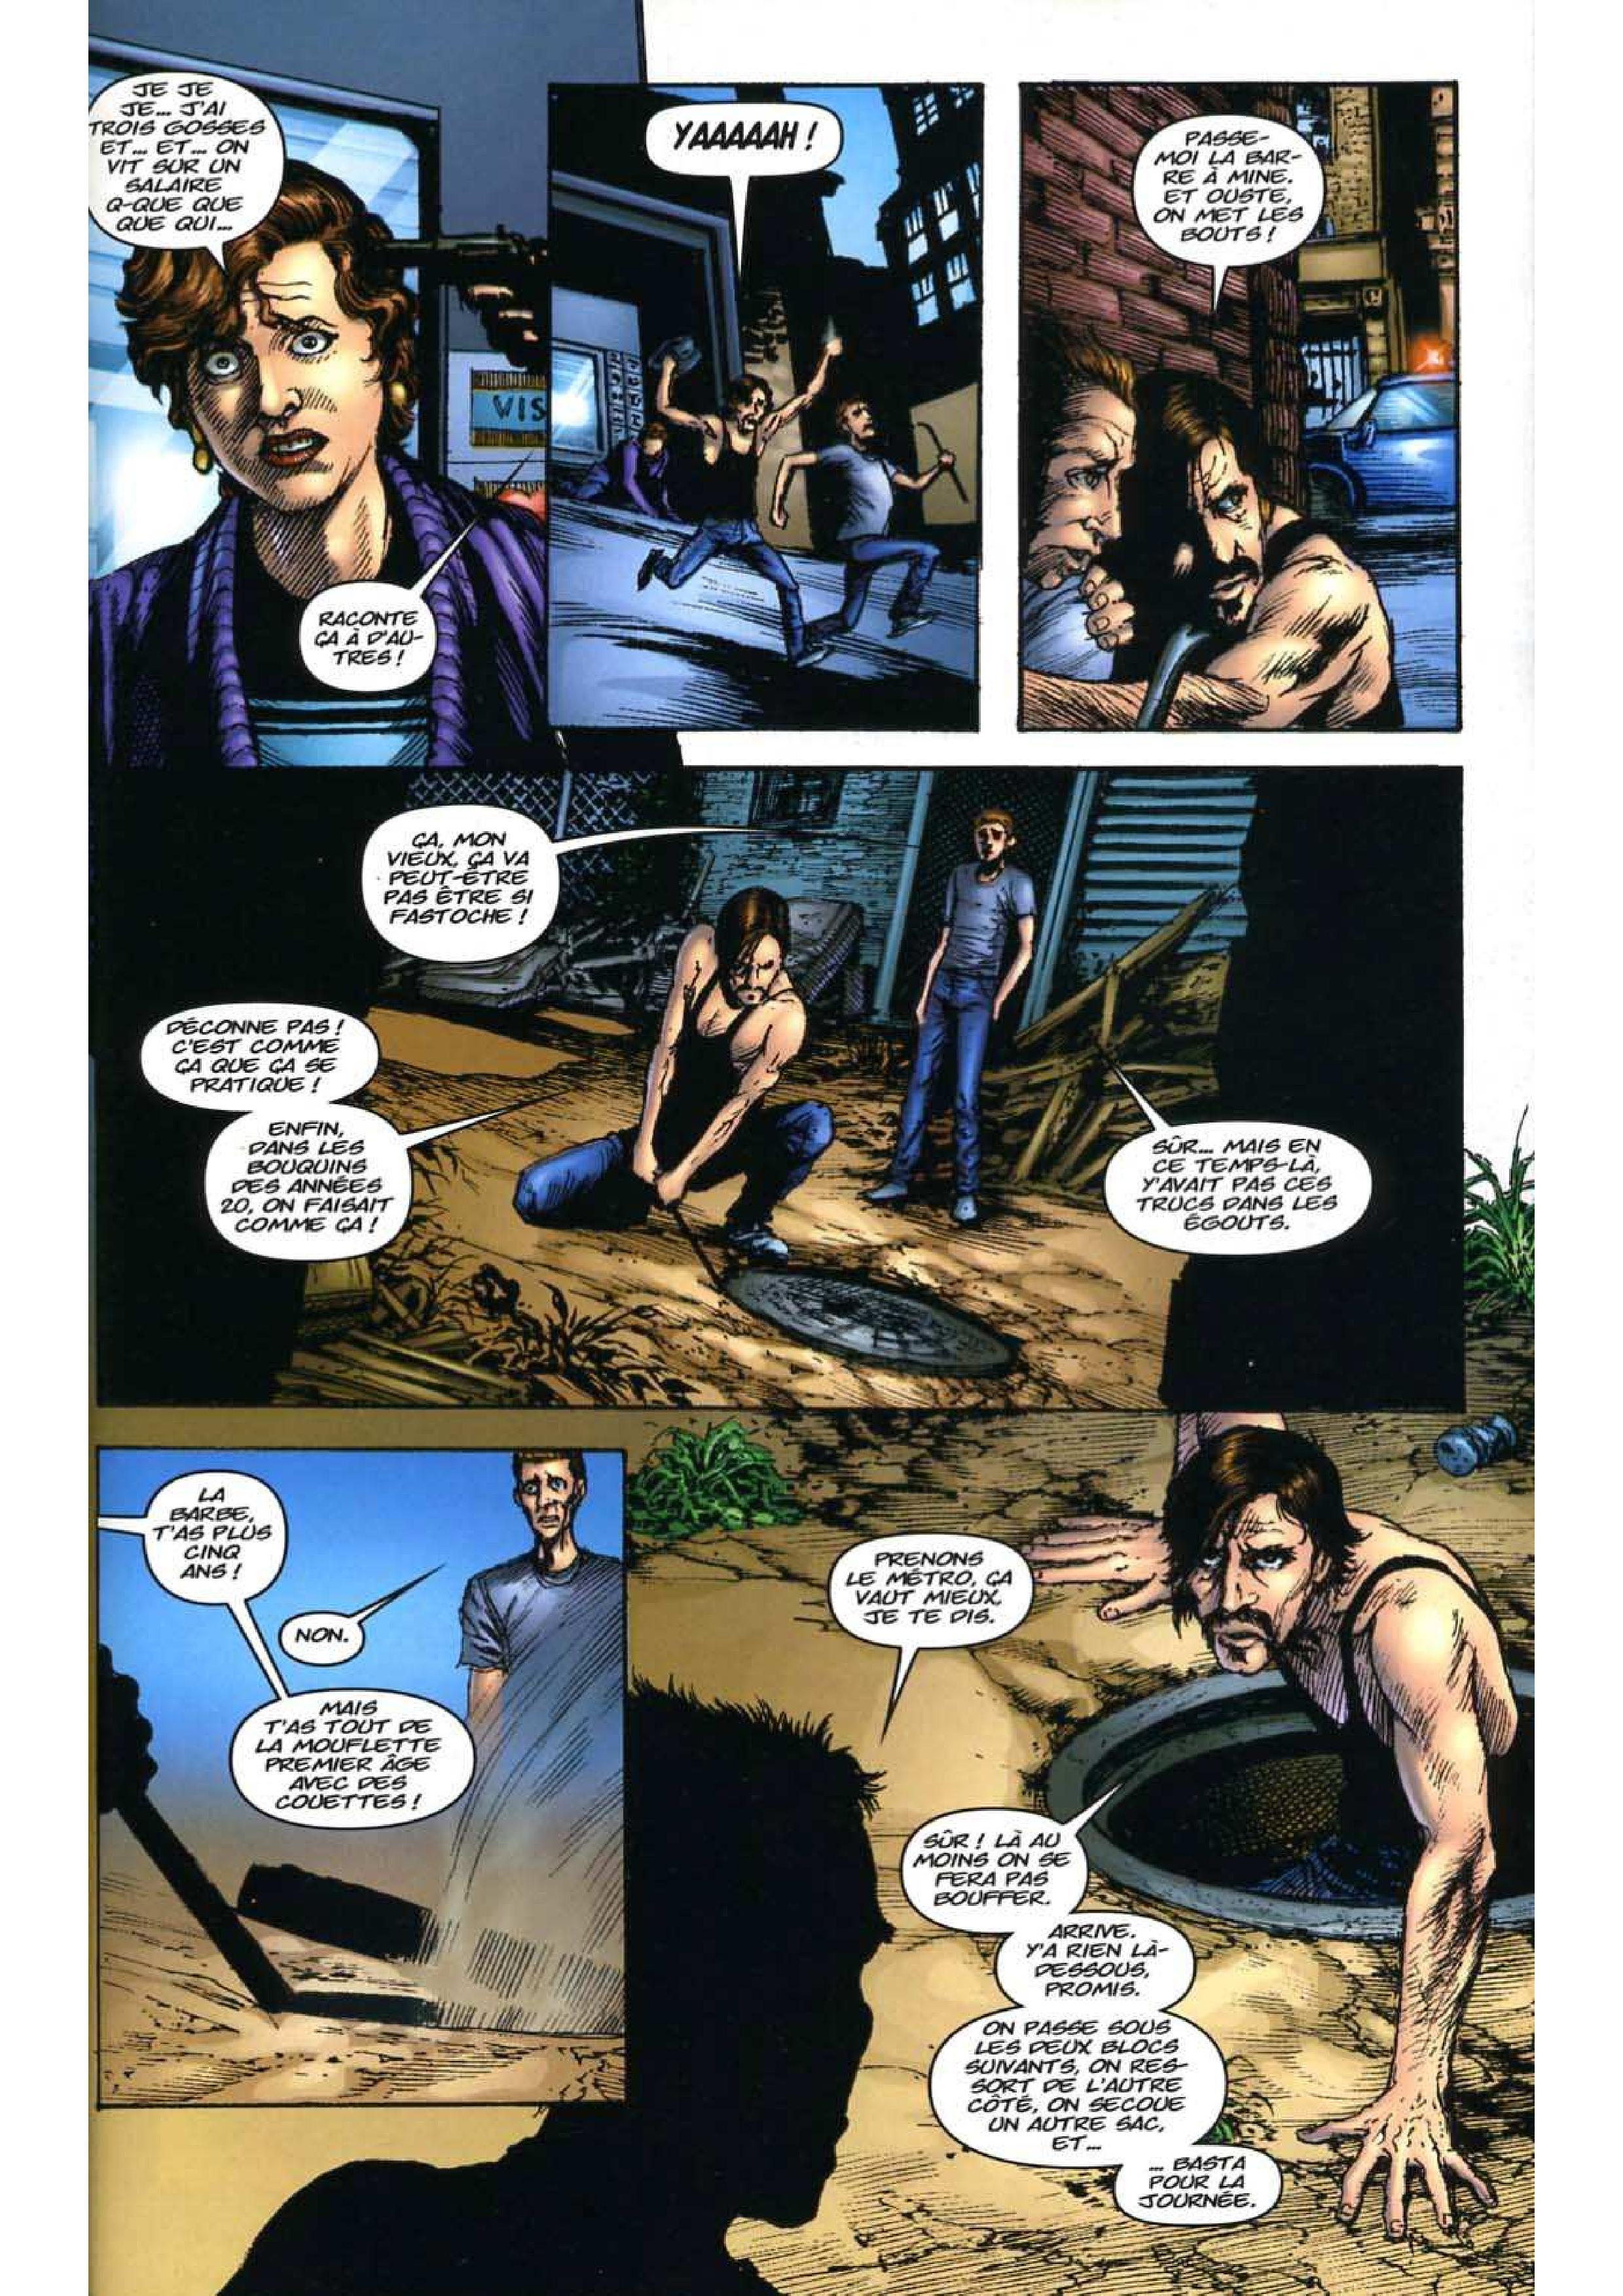 JE JE
JE... J'AI
TROIS GOSSES
ET... ET... ON
VIT SUR UN
SALAIRE
Q-QUE QUE
QUE QUI...
VIS
RACONTE
ÇA À D'AU-
TRES !
YAAAAAH !
PASSE-
MOI LA BAR-
RE À MINE.
ET OUSTE,
ON MET LES
BOUTS !
ÇA, MON
VIEUX, ÇA VA
PEUT-ÊTRE
PAS ÊTRE SI
FASTOCHE !
DÉCONNE PAS !
C'EST COMME
ÇA QUE ÇA SE
PRATIQUE !
ENFIN,
DANS LES
BOUQUINS
DES ANNÉES
20, ON FAISAIT
COMME ÇA !
SÛR... MAIS EN
CE TEMPS-LÀ,
Y'AVAIT PAS CES
TRUCS DANS LES
ÉGOUTS.
LA
BARBE,
T'AS PLUS
CINQ
ANS !
NON.
MAIS
T'AS TOUT DE
LA MOUFLETTE
PREMIER ÂGE
AVEC DES
COUETTES !
PRENONS
LE MÉTRO, ÇA
VAUT MIEUX,
JE TE DIS.
SÛR ! LÀ AU
MOINS ON SE
FERA PAS
BOUFFER.
ARRIVE.
Y'A RIEN LÀ-
DESSOUS,
PROMIS.
ON PASSE SOUS
LES DEUX BLOCS
SUIVANTS, ON RES-
SORT DE L'AUTRE
CÔTÉ, ON SECOUE
UN AUTRE SAC,
ET...
... BASTA
POUR LA
JOURNÉE.